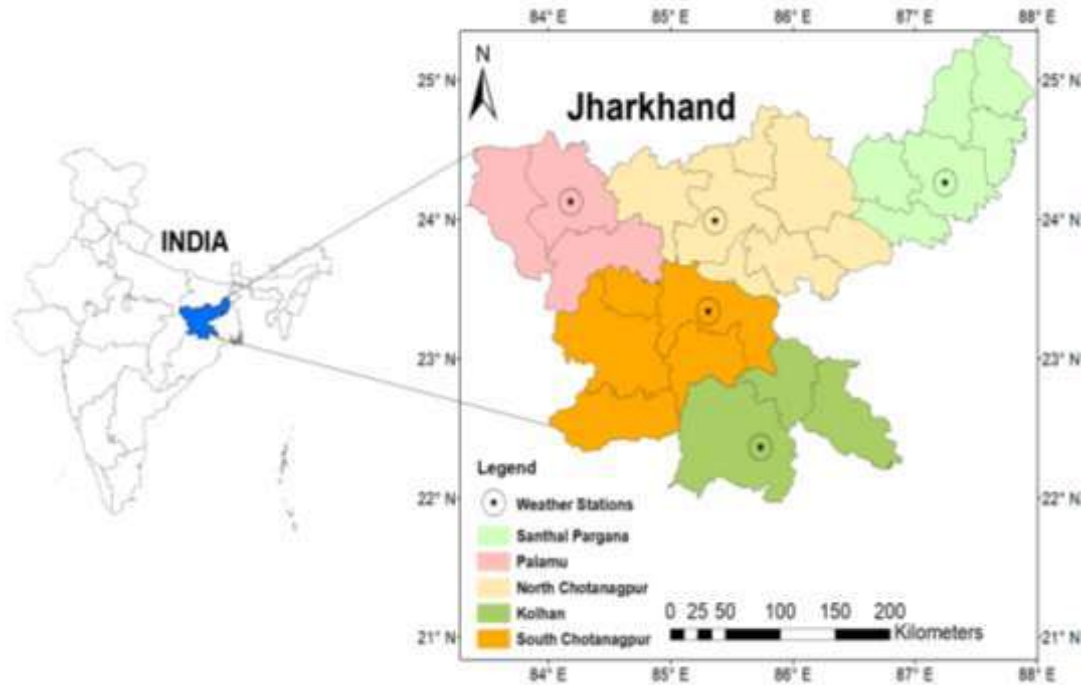 84° E 85° E 86° E 87° E 88° E
25° N 25° N
N
Jharkhand
24° N 24° N
INDIA
23° N 23° N
22° N 22° N
Legend
Weather Stations
Santhal Pargana
Palamu
North Chotanagpur
Kolhan
South Chotanagpur
0 25 50 100 150 200
Kilometers
21° N 21° N
84° E 85° E 86° E 87° E 88° E